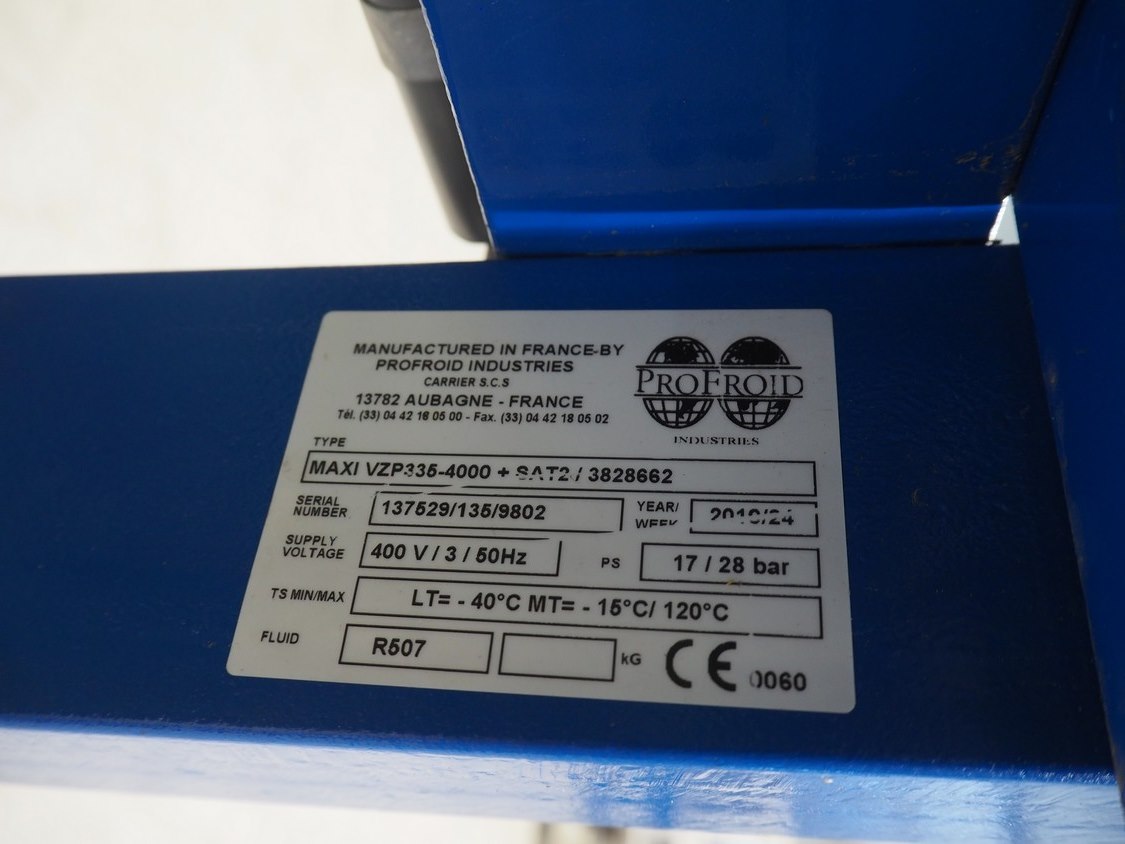 MANUFACTURED IN FRANCE-BY
PROFROID INDUSTRIES
CARRIER S.C.S
13782 AUBAGNE - FRANCE
Tél. (33) 04 42 18 05 00 - Fax. (33) 04 42 18 05 02
PROFROID
INDUSTRIES
TYPE
MAXI VZP335-4000 + SAT2 / 3828662
SERIAL NUMBER 137529/135/9802 YEAR/ WEEK
SUPPLY VOLTAGE 400 V / 3 / 50Hz PS 17 / 28 bar
TS MIN/MAX LT= - 40°C MT= - 15°C/ 120°C
FLUID R507 kG CE 0060